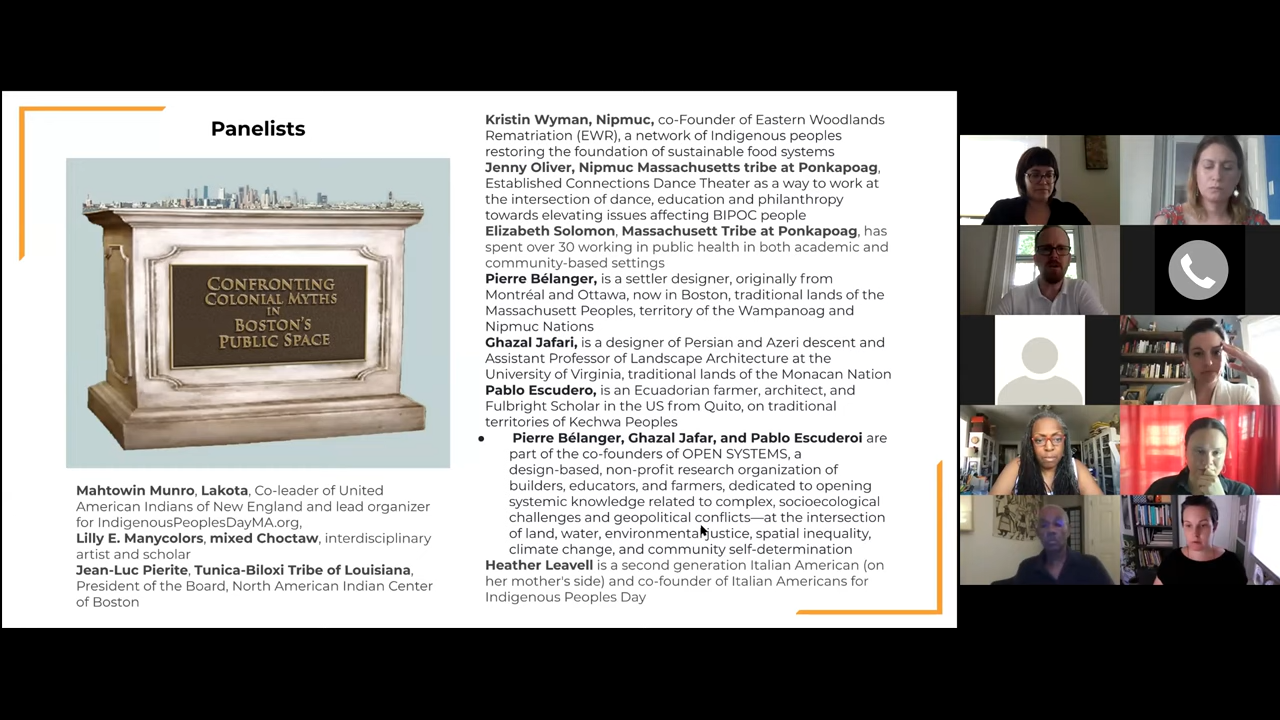 Panelists
CONFRONTING
COLONIAL MYTHS
IN
BOSTON'S
PUBLIC SPACE
Mahtowin Munro, Lakota, Co-leader of United
American Indians of New England and lead organizer
for IndigenousPeoplesDayMA.org,
Lilly E. Manycolors, mixed Choctaw, interdisciplinary
artist and scholar
Jean-Luc Pierite, Tunica-Biloxi Tribe of Louisiana,
President of the Board, North American Indian Center
of Boston
Kristin Wyman, Nipmuc, co-Founder of Eastern Woodlands
Rematriation (EWR), a network of Indigenous peoples
restoring the foundation of sustainable food systems
Jenny Oliver, Nipmuc Massachusetts tribe at Ponkapoag,
Established Connections Dance Theater as a way to work at
the intersection of dance, education and philanthropy
towards elevating issues affecting BIPOC people
Elizabeth Solomon, Massachusett Tribe at Ponkapoag, has
spent over 30 working in public health in both academic and
community-based settings
Pierre Bélanger, is a settler designer, originally from
Montréal and Ottawa, now in Boston, traditional lands of the
Massachusett Peoples, territory of the Wampanoag and
Nipmuc Nations
Ghazal Jafari, is a designer of Persian and Azeri descent and
Assistant Professor of Landscape Architecture at the
University of Virginia, traditional lands of the Monacan Nation
Pablo Escudero, is an Ecuadorian farmer, architect, and
Fulbright Scholar in the US from Quito, on traditional
territories of Kechwa Peoples
● Pierre Bélanger, Ghazal Jafar, and Pablo Escuderoi are
part of the co-founders of OPEN SYSTEMS, a
design-based, non-profit research organization of
builders, educators, and farmers, dedicated to opening
systemic knowledge related to complex, socioecological
challenges and geopolitical conflicts—at the intersection
of land, water, environmental justice, spatial inequality,
climate change, and community self-determination
Heather Leavell is a second generation Italian American (on
her mother's side) and co-founder of Italian Americans for
Indigenous Peoples Day